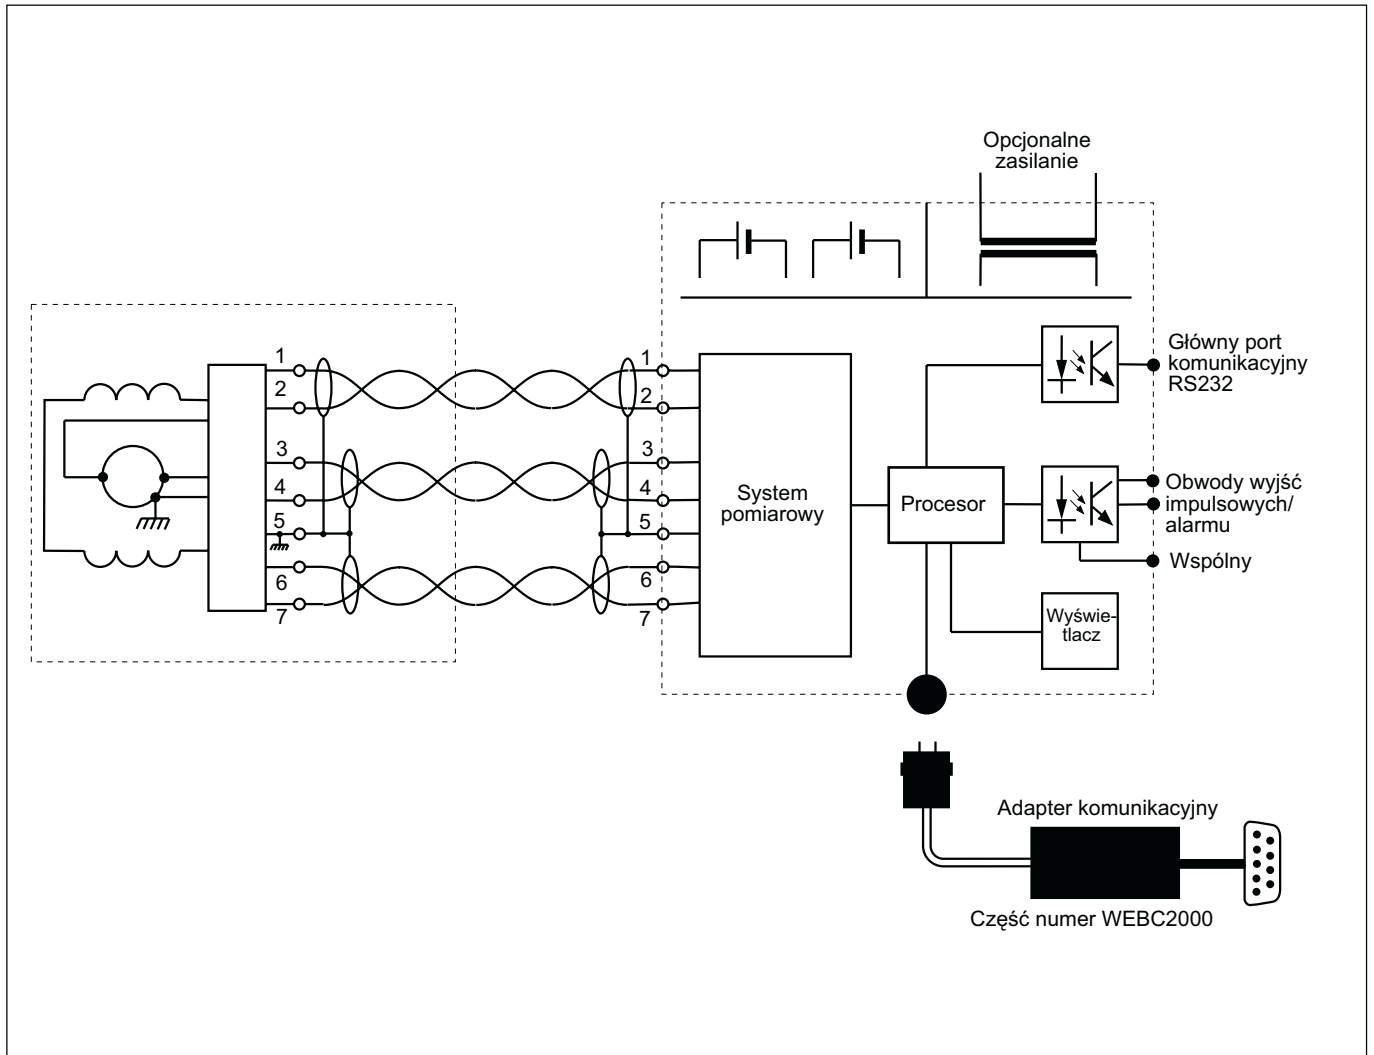 Opcjonalne
zasilanie
1
2
3
4
5
6
7
1
2
3
4
5
6
7
System
pomiarowy
Procesor
Główny port
komunikacyjny
RS232
Obwody wyjść
impulsowych/
alarmu
Wspólny
Wyświe-
tlacz
Adapter komunikacyjny
Część numer WEBC2000